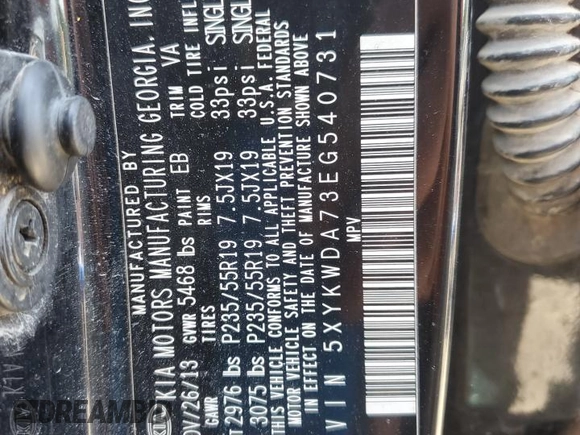 MANUFACTURED BY
KIA MOTORS MANUFACTURING GEORGIA, INC
OV/26/13 GVWR 5468 lbs PAINT EB TRIM VA
GAWR TIRES RIMS COLD TIRE INFL
T 2976 lbs P235/55R19 7.5JX19 33psi SINGL
3075 lbs P235/55R19 7.5JX19 33psi SINGL
THIS VEHICLE CONFORMS TO ALL APPLICABLE U.S.A. FEDERAL
MOTOR VEHICLE SAFETY AND THEFT PREVENTION STANDARDS
IN EFFECT ON THE DATE OF MANUFACTURE SHOWN ABOVE
VIN 5XYKWDA73EG540731
MPV
DREAMBID